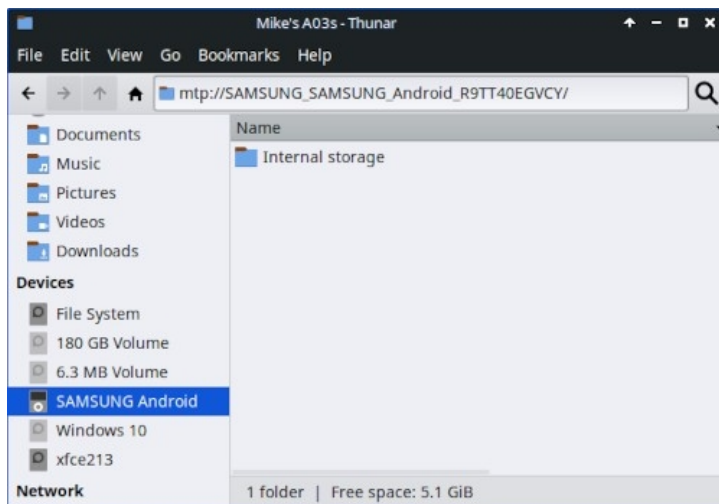 Mike's A03s - Thunar
File Edit View Go Bookmarks Help
mtp://SAMSUNG_SAMSUNG_Android_R9TT40EGVCY/
Documents
Music
Pictures
Videos
Downloads
Devices
File System
180 GB Volume
6.3 MB Volume
SAMSUNG Android
Windows 10
xfce213
Network
Name
Internal storage
1 folder | Free space: 5.1 GiB